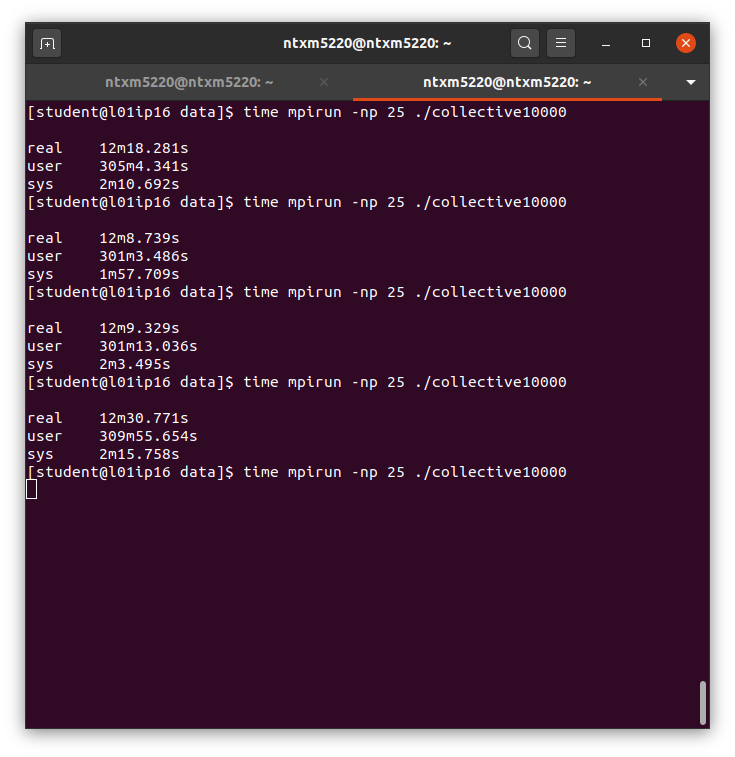 ntxm5220@ntxm5220: ~
ntxm5220@ntxm5220: ~
ntxm5220@ntxm5220: ~
[student@l01ip16 data]$ time mpirun -np 25 ./collective10000
real 12m18.281s
user 305m4.341s
sys 2m10.692s
[student@l01ip16 data]$ time mpirun -np 25 ./collective10000
real 12m8.739s
user 301m3.486s
sys 1m57.709s
[student@l01ip16 data]$ time mpirun -np 25 ./collective10000
real 12m9.329s
user 301m13.036s
sys 2m3.495s
[student@l01ip16 data]$ time mpirun -np 25 ./collective10000
real 12m30.771s
user 309m55.654s
sys 2m15.758s
[student@l01ip16 data]$ time mpirun -np 25 ./collective10000